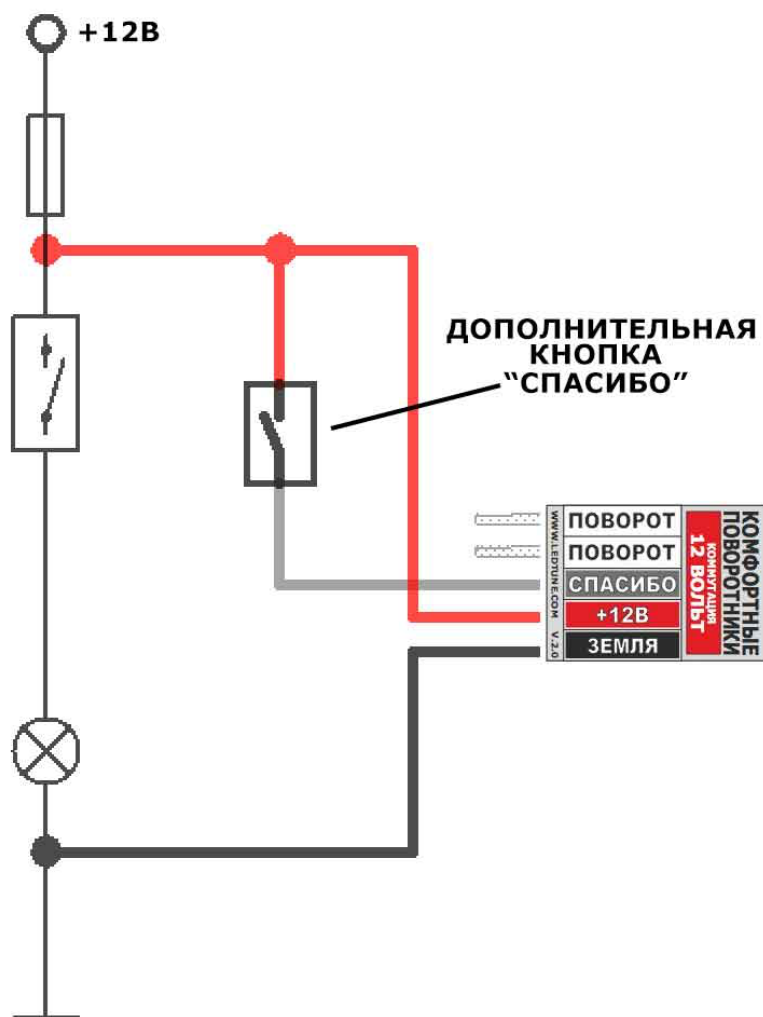 +12В
ДОПОЛНИТЕЛЬНАЯ
КНОПКА
“СПАСИБО”
WWW.LEDTUNE.COM V.2.0
ПОВОРОТ
ПОВОРОТ
СПАСИБО
+12В
ЗЕМЛЯ
КОММУТАЦИЯ
12 ВОЛЬТ
КОМФОРТНЫЕ
ПОВОРОТНИКИ